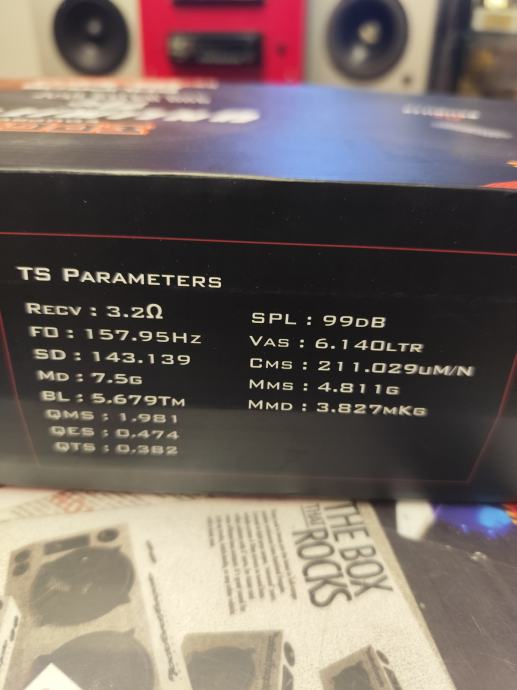 TS PARAMETERS
RECV : 3.2Ω
FO : 157.95HZ
SD : 143.139
MD : 7.5G
BL : 5.679TM
QMS : 1.981
QES : 0.474
QTS : 0.382
SPL : 99DB
VAS : 6.140LTR
CMS : 211.029UM/N
MMS : 4.811G
MMD : 3.827MKG
THE BOX
THAT
ROCKS